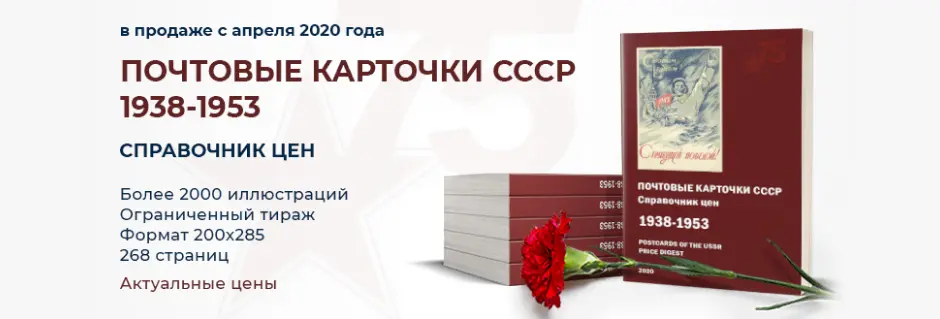 в продаже с апреля 2020 года
ПОЧТОВЫЕ КАРТОЧКИ СССР
1938-1953
СПРАВОЧНИК ЦЕН
Более 2000 иллюстраций
Ограниченный тираж
Формат 200х285
268 страниц
Актуальные цены
75
ПОЧТОВЫЕ КАРТОЧКИ СССР
Справочник цен
1938-1953
POSTCARDS OF THE USSR
PRICE DIGEST
2020